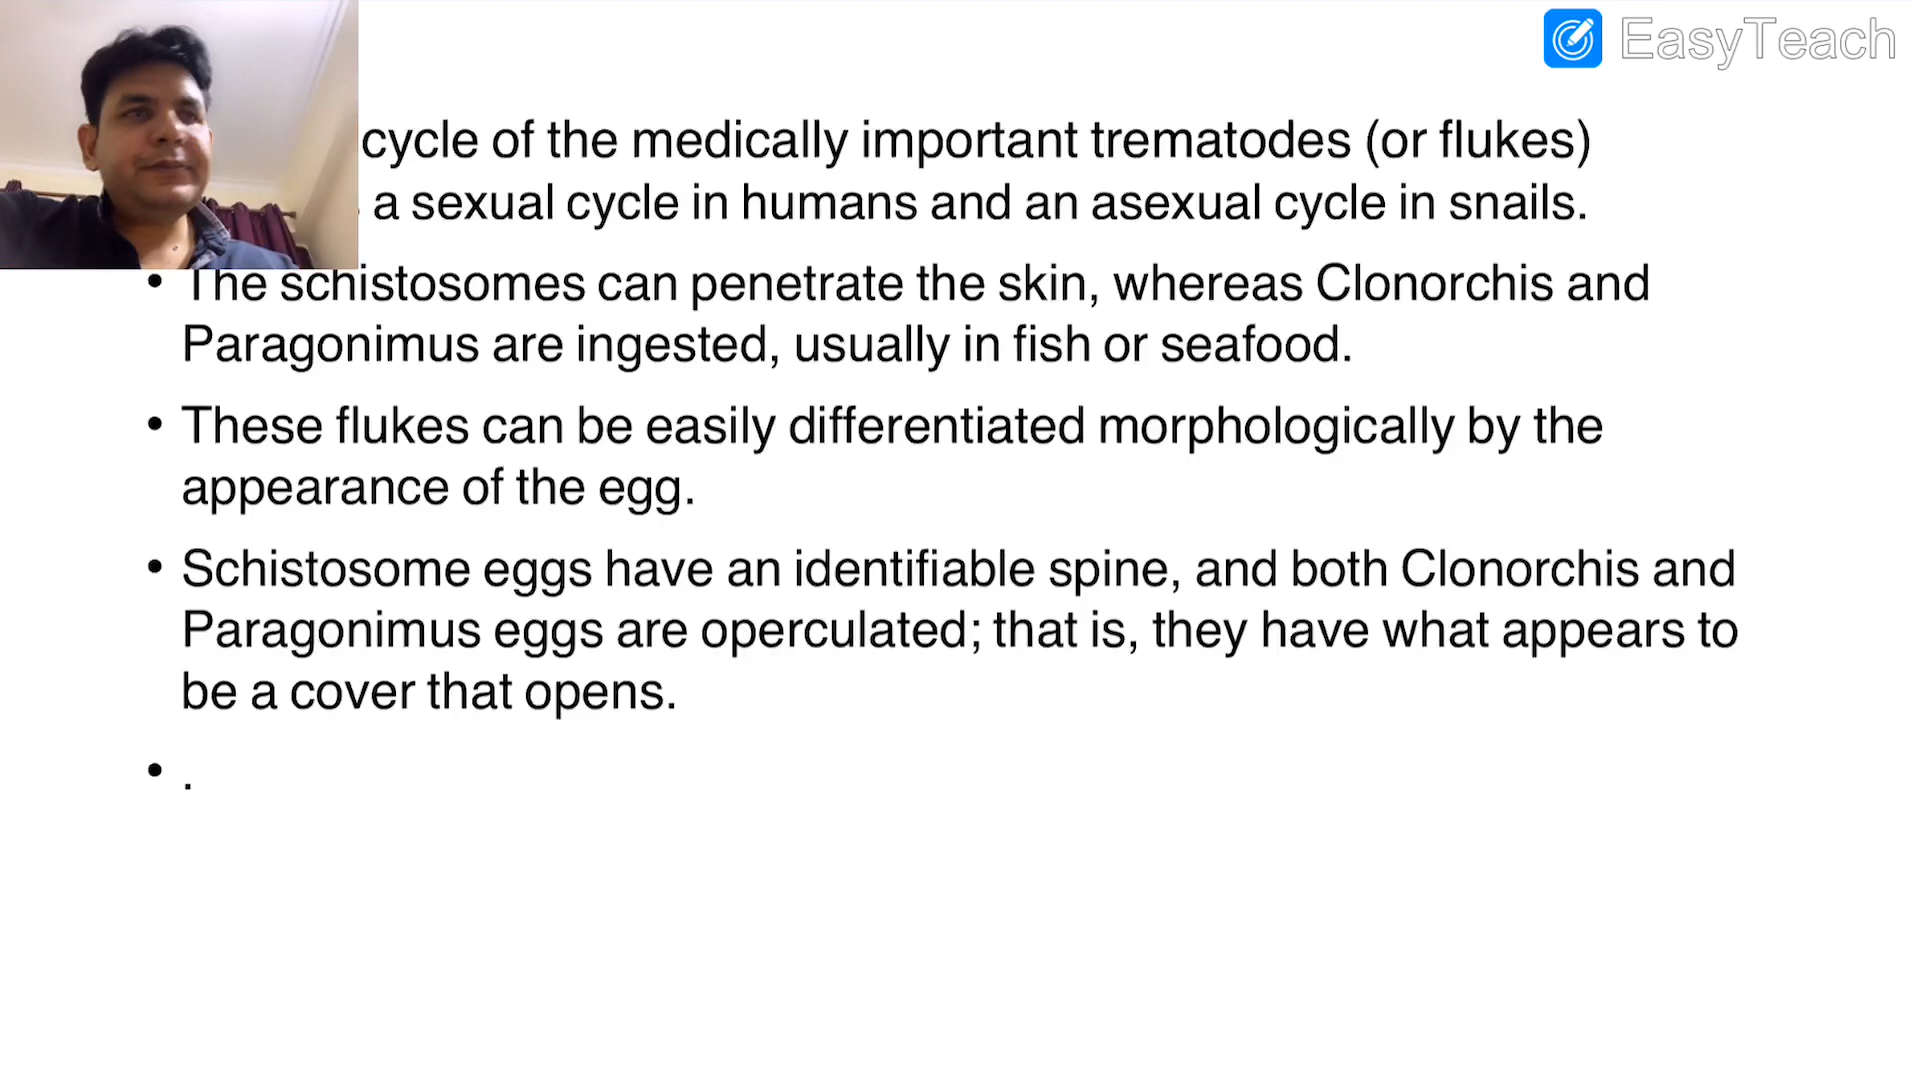 EasyTeach
cycle of the medically important trematodes (or flukes)
a sexual cycle in humans and an asexual cycle in snails.
• The schistosomes can penetrate the skin, whereas Clonorchis and
Paragonimus are ingested, usually in fish or seafood.
• These flukes can be easily differentiated morphologically by the
appearance of the egg.
• Schistosome eggs have an identifiable spine, and both Clonorchis and
Paragonimus eggs are operculated; that is, they have what appears to
be a cover that opens.
• .